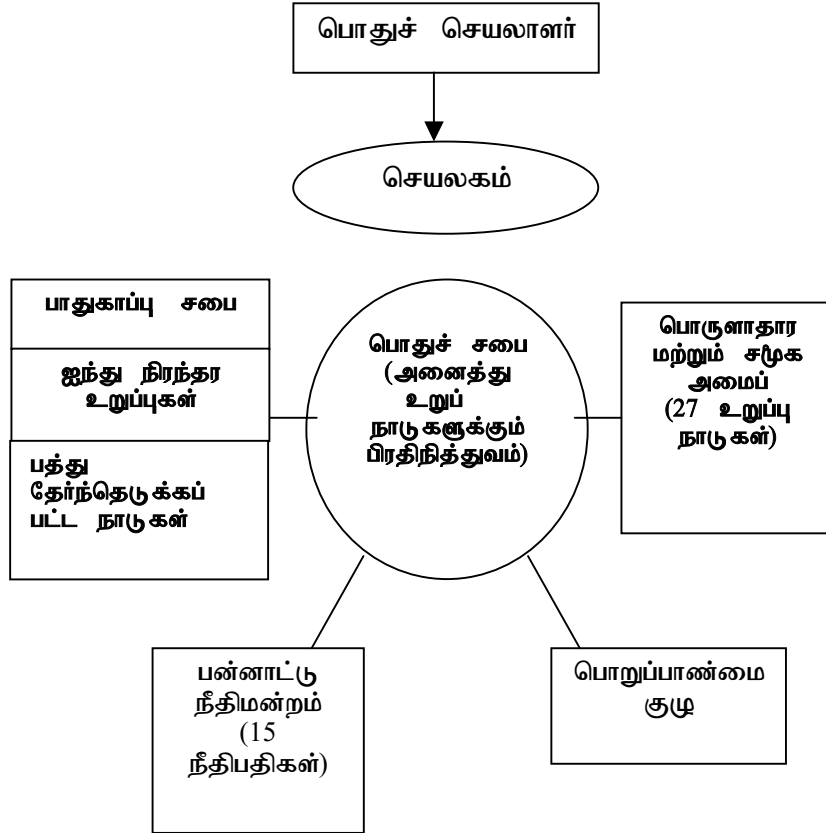 பொதுச் செயலாளர்
செயலகம்
பாதுகாப்பு சபை
ஐந்து நிரந்தர
உறுப்புகள்
பத்து
தேர்ந்தெடுக்கப்
பட்ட நாடுகள்
பொதுச் சபை
(அனைத்து
உறுப்
நாடுகளுக்கும்
பிரதிநித்துவம்)
பொருளாதார
மற்றும் சமூக
அமைப்
(27 உறுப்பு
நாடுகள்)
பன்னாட்டு
நீதிமன்றம்
(15
நீதிபதிகள்)
பொறுப்பாண்மை
குழு